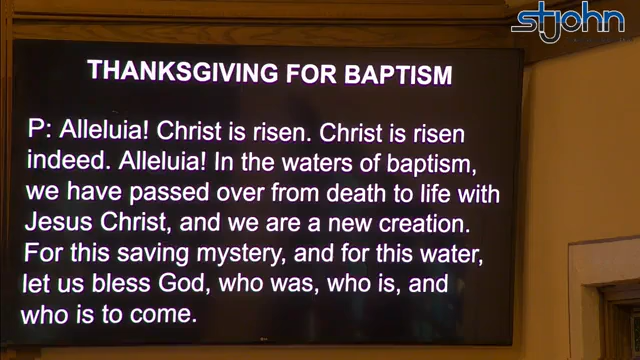 stjohn
THANKSGIVING FOR BAPTISM
P: Alleluia! Christ is risen. Christ is risen
indeed. Alleluia! In the waters of baptism,
we have passed over from death to life with
Jesus Christ, and we are a new creation.
For this saving mystery, and for this water,
let us bless God, who was, who is, and
who is to come.